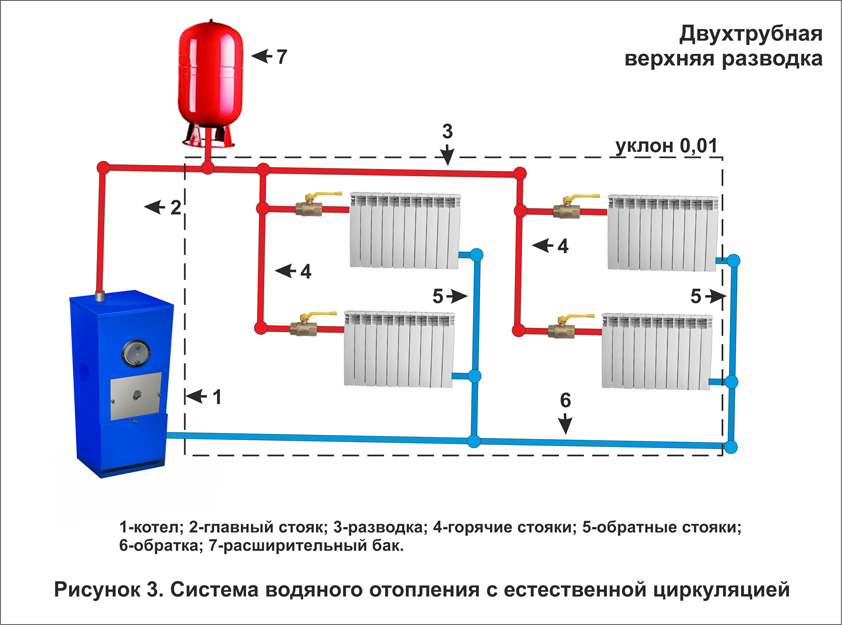 Двухтрубная
верхняя разводка
7
3
уклон 0,01
2
4
4
5
5
1
6
1-котел; 2-главный стояк; 3-разводка; 4-горячие стояки; 5-обратные стояки;
6-обратка; 7-расширительный бак.
Рисунок 3. Система водяного отопления с естественной циркуляцией